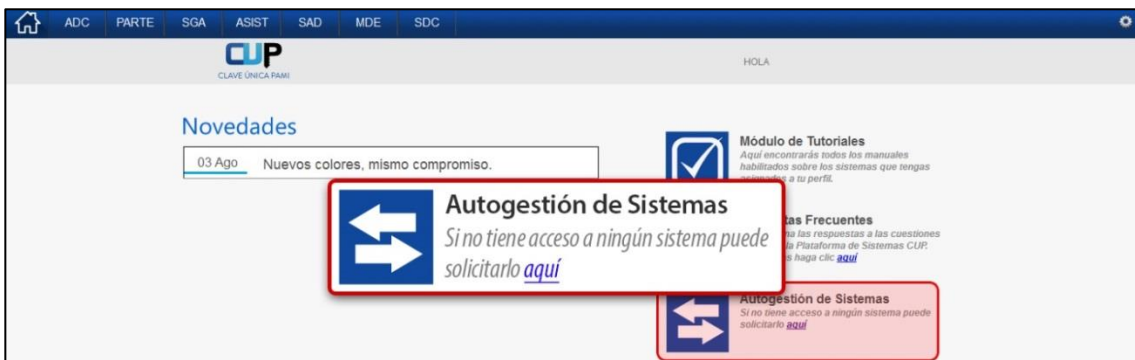 ADC PARTE SGA ASIST SAD MDE SDC
CUP
CLAVE ÚNICA PAMI
HOLA
Novedades
03 Ago Nuevos colores, mismo compromiso.
Módulo de Tutoriales
Aquí encontrarás todos los manuales
habilitados sobre los sistemas que tengas
asignados a tu perfil.
Autogestión de Sistemas
Si no tiene acceso a ningún sistema puede
solicitarlo aquí
Frecuentes
las respuestas a las cuestiones
la Plataforma de Sistemas CUP.
haga clic aquí
Autogestión de Sistemas
Si no tiene acceso a ningún sistema puede
solicitarlo aquí